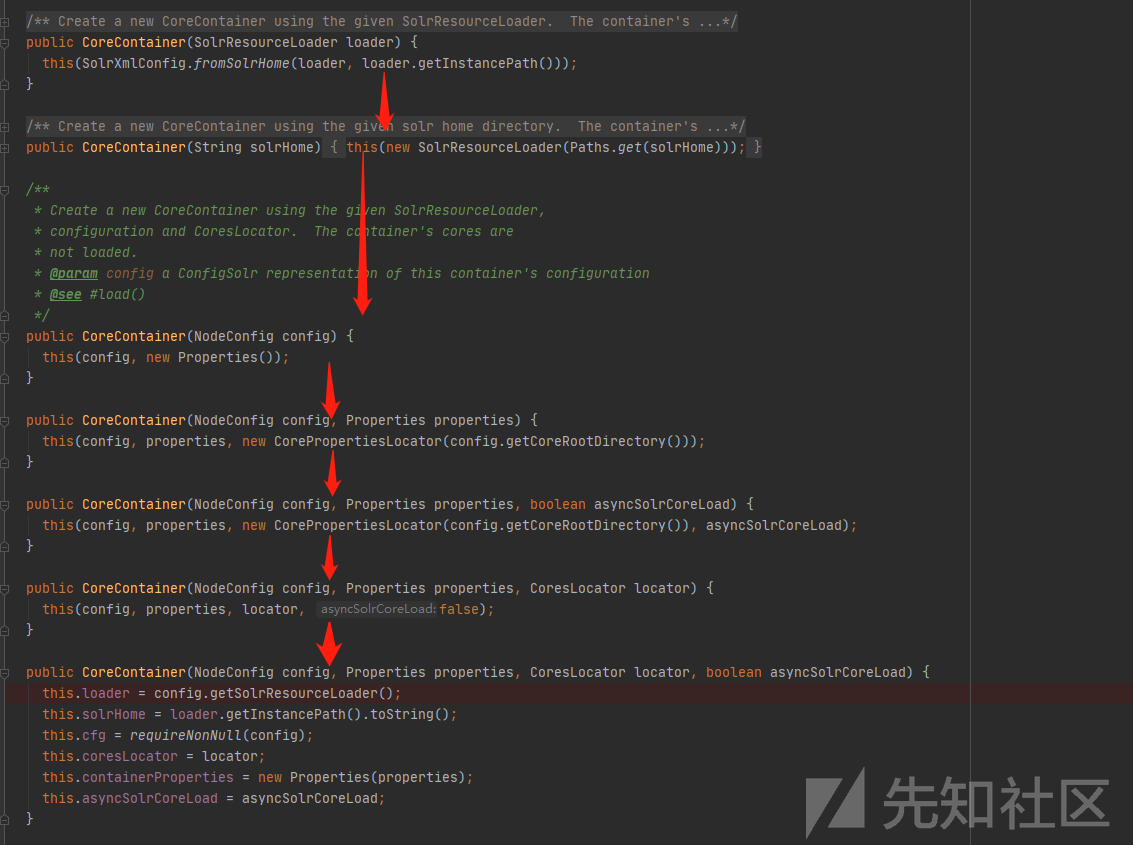 /** Create a new CoreContainer using the given SolrResourceLoader.  The container's ...*/
public CoreContainer(SolrResourceLoader loader) {
  this(SolrXmlConfig.fromSolrHome(loader, loader.getInstancePath()));
}
/** Create a new CoreContainer using the given solr home directory.  The container's ...*/
public CoreContainer(String solrHome) { this(new SolrResourceLoader(Paths.get(solrHome))); }
/**
 * Create a new CoreContainer using the given SolrResourceLoader,
 * configuration and CoresLocator.  The container's cores are
 * not loaded.
 * @param config a ConfigSolr representation of this container's configuration
 * @see #load()
 */
public CoreContainer(NodeConfig config) {
  this(config, new Properties());
}
public CoreContainer(NodeConfig config, Properties properties) {
  this(config, properties, new CorePropertiesLocator(config.getCoreRootDirectory()));
}
public CoreContainer(NodeConfig config, Properties properties, boolean asyncSolrCoreLoad) {
  this(config, properties, new CorePropertiesLocator(config.getCoreRootDirectory()), asyncSolrCoreLoad);
}
public CoreContainer(NodeConfig config, Properties properties, CoresLocator locator) {
  this(config, properties, locator, asyncSolrCoreLoad: false);
}
public CoreContainer(NodeConfig config, Properties properties, CoresLocator locator, boolean asyncSolrCoreLoad) {
  this.loader = config.getSolrResourceLoader();
  this.solrHome = loader.getInstancePath().toString();
  this.cfg = requireNonNull(config);
  this.coresLocator = locator;
  this.containerProperties = new Properties(properties);
  this.asyncSolrCoreLoad = asyncSolrCoreLoad;
}
先知社区